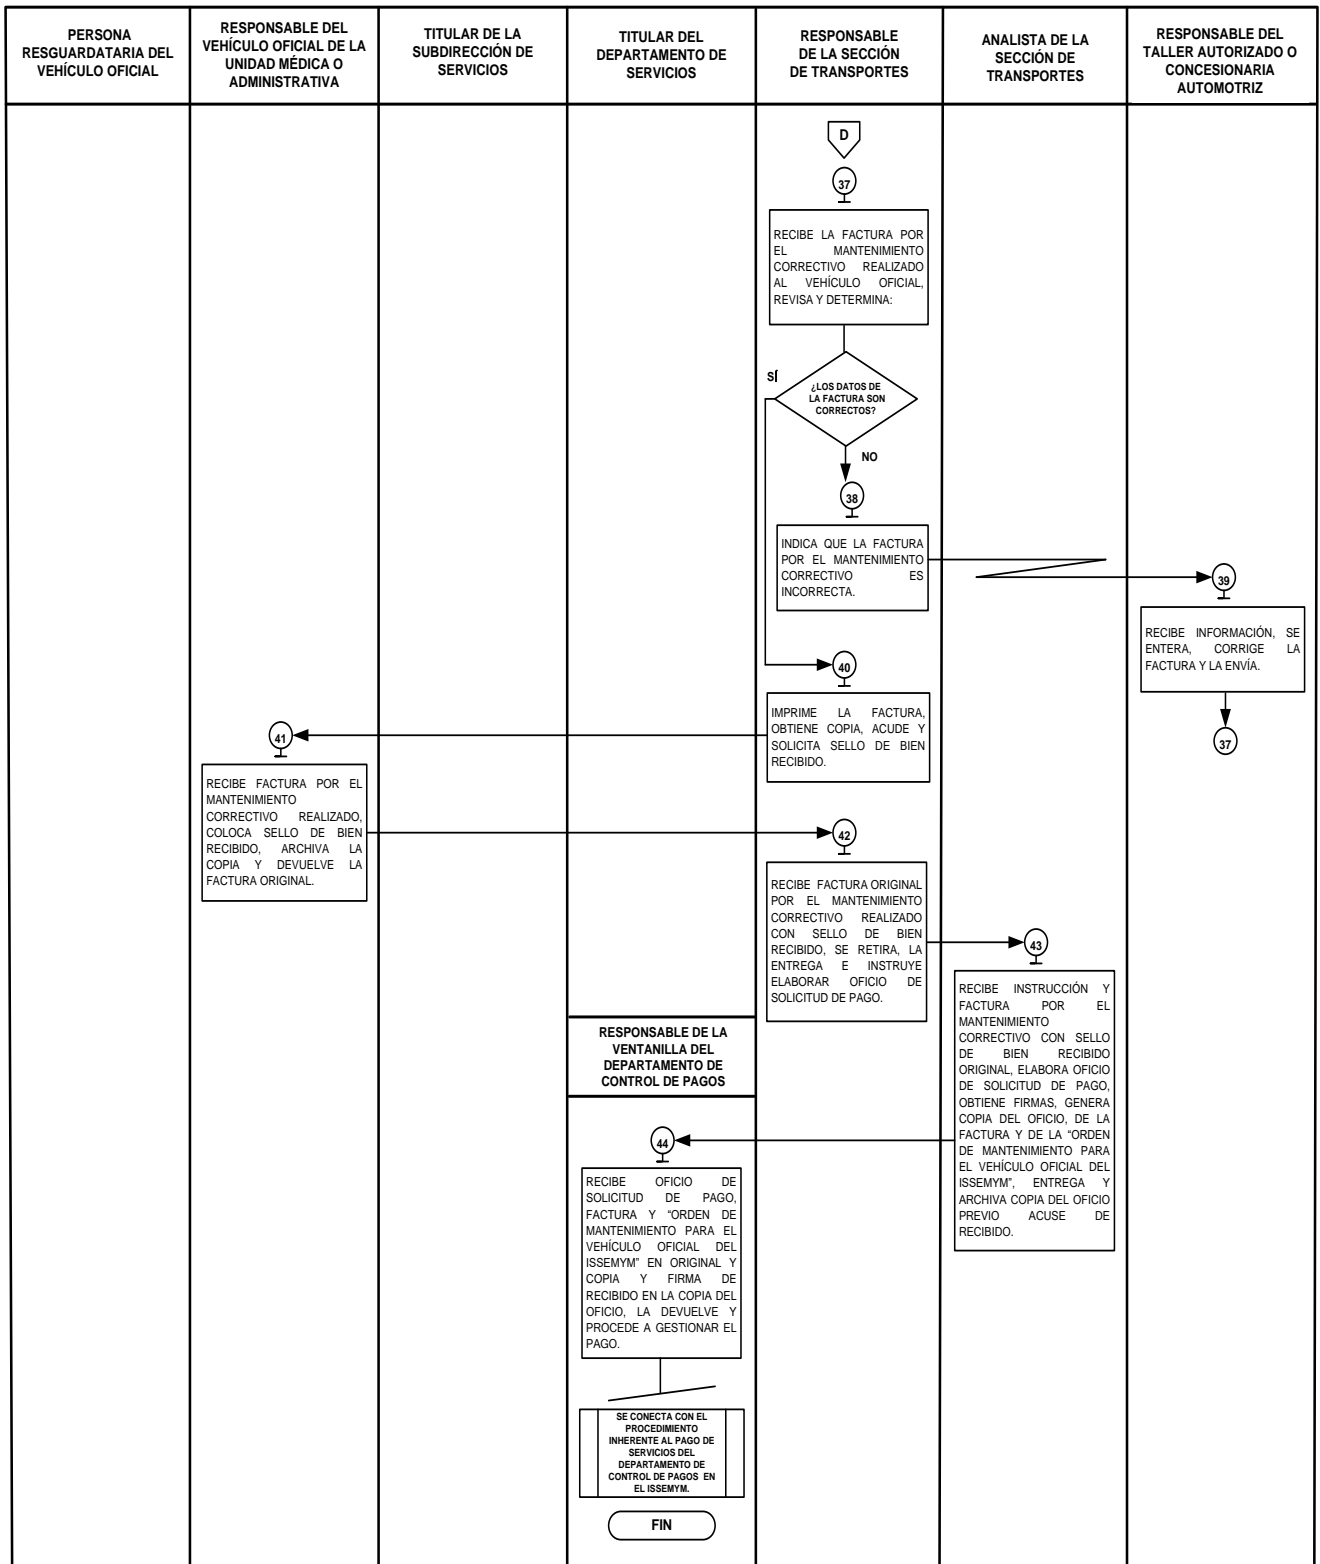 PERSONA
RESGUARDATARIA DEL
VEHÍCULO OFICIAL
RESPONSABLE DEL
VEHÍCULO OFICIAL DE LA
UNIDAD MÉDICA O
ADMINISTRATIVA
TITULAR DE LA
SUBDIRECCIÓN DE
SERVICIOS
TITULAR DEL
DEPARTAMENTO DE
SERVICIOS
RESPONSABLE
DE LA SECCIÓN
DE TRANSPORTES
ANALISTA DE LA
SECCIÓN DE
TRANSPORTES
RESPONSABLE DEL
TALLER AUTORIZADO O
CONCESIONARIA
AUTOMOTRIZ
D
37
RECIBE LA FACTURA POR
EL MANTENIMIENTO
CORRECTIVO REALIZADO
AL VEHÍCULO OFICIAL,
REVISA Y DETERMINA:
SÍ
¿LOS DATOS DE
LA FACTURA SON
CORRECTOS?
NO
38
INDICA QUE LA FACTURA
POR EL MANTENIMIENTO
CORRECTIVO ES
INCORRECTA.
39
RECIBE INFORMACIÓN, SE
ENTERA, CORRIGE LA
FACTURA Y LA ENVÍA.
37
40
IMPRIME LA FACTURA,
OBTIENE COPIA, ACUDE Y
SOLICITA SELLO DE BIEN
RECIBIDO.
41
RECIBE FACTURA POR EL
MANTENIMIENTO
CORRECTIVO REALIZADO,
COLOCA SELLO DE BIEN
RECIBIDO, ARCHIVA LA
COPIA Y DEVUELVE LA
FACTURA ORIGINAL.
42
RECIBE FACTURA ORIGINAL
POR EL MANTENIMIENTO
CORRECTIVO REALIZADO
CON SELLO DE BIEN
RECIBIDO, SE RETIRA, LA
ENTREGA E INSTRUYE
ELABORAR OFICIO DE
SOLICITUD DE PAGO.
43
RECIBE INSTRUCCIÓN Y
FACTURA POR EL
MANTENIMIENTO
CORRECTIVO CON SELLO
DE BIEN RECIBIDO
ORIGINAL, ELABORA OFICIO
DE SOLICITUD DE PAGO,
OBTIENE FIRMAS, GENERA
COPIA DEL OFICIO, DE LA
FACTURA Y DE LA “ORDEN
DE MANTENIMIENTO PARA
EL VEHÍCULO OFICIAL DEL
ISSEMYM”, ENTREGA Y
ARCHIVA COPIA DEL OFICIO
PREVIO ACUSE DE
RECIBIDO.
RESPONSABLE DE LA
VENTANILLA DEL
DEPARTAMENTO DE
CONTROL DE PAGOS
44
RECIBE OFICIO DE
SOLICITUD DE PAGO,
FACTURA Y “ORDEN DE
MANTENIMIENTO PARA EL
VEHÍCULO OFICIAL DEL
ISSEMYM” EN ORIGINAL Y
COPIA Y FIRMA DE
RECIBIDO EN LA COPIA DEL
OFICIO, LA DEVUELVE Y
PROCEDE A GESTIONAR EL
PAGO.
SE CONECTA CON EL
PROCEDIMIENTO
INHERENTE AL PAGO DE
SERVICIOS DEL
DEPARTAMENTO DE
CONTROL DE PAGOS EN
EL ISSEMYM.
FIN